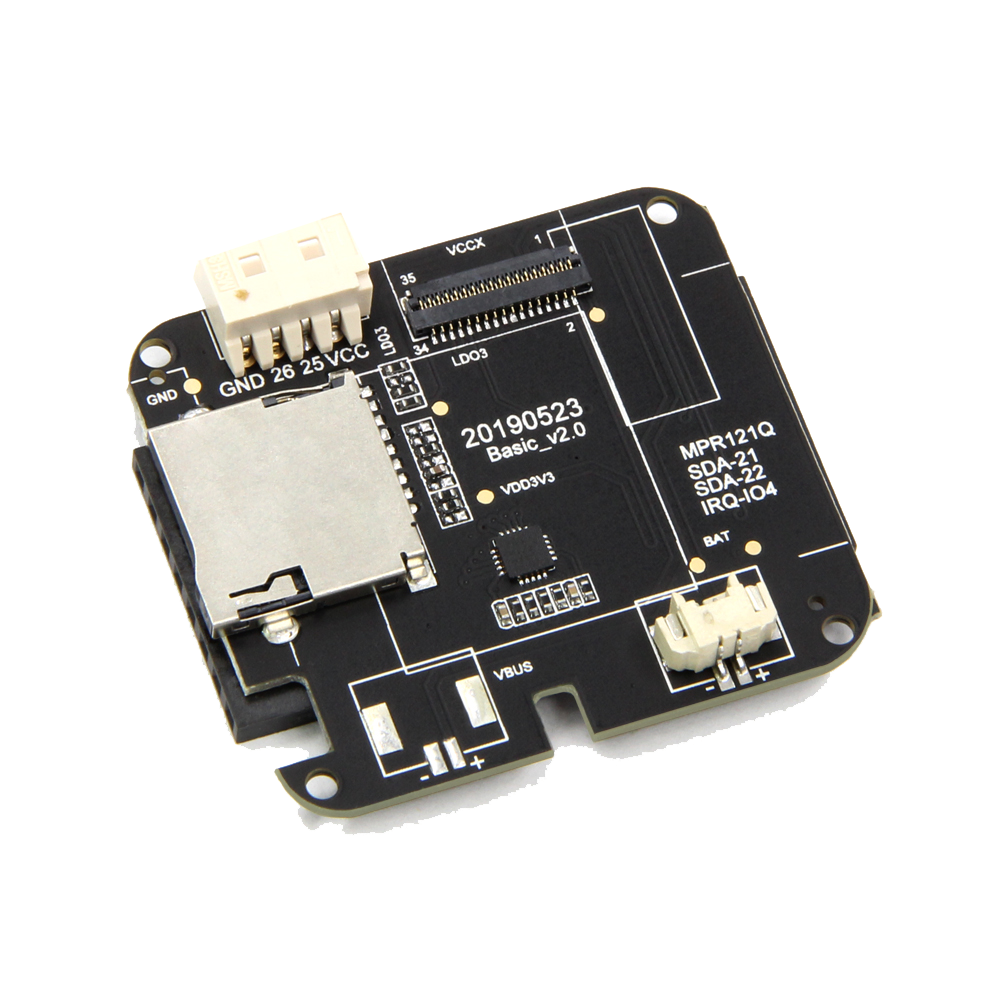 VCCX
1
35
2
34
LDO3
LDO3
GND 26 25 VCC
GND
20190523
Basic_v2.0
VDD3V3
MPR121Q
SDA-21
SDA-22
IRQ-IO4
BAT
- +
VBUS
- +